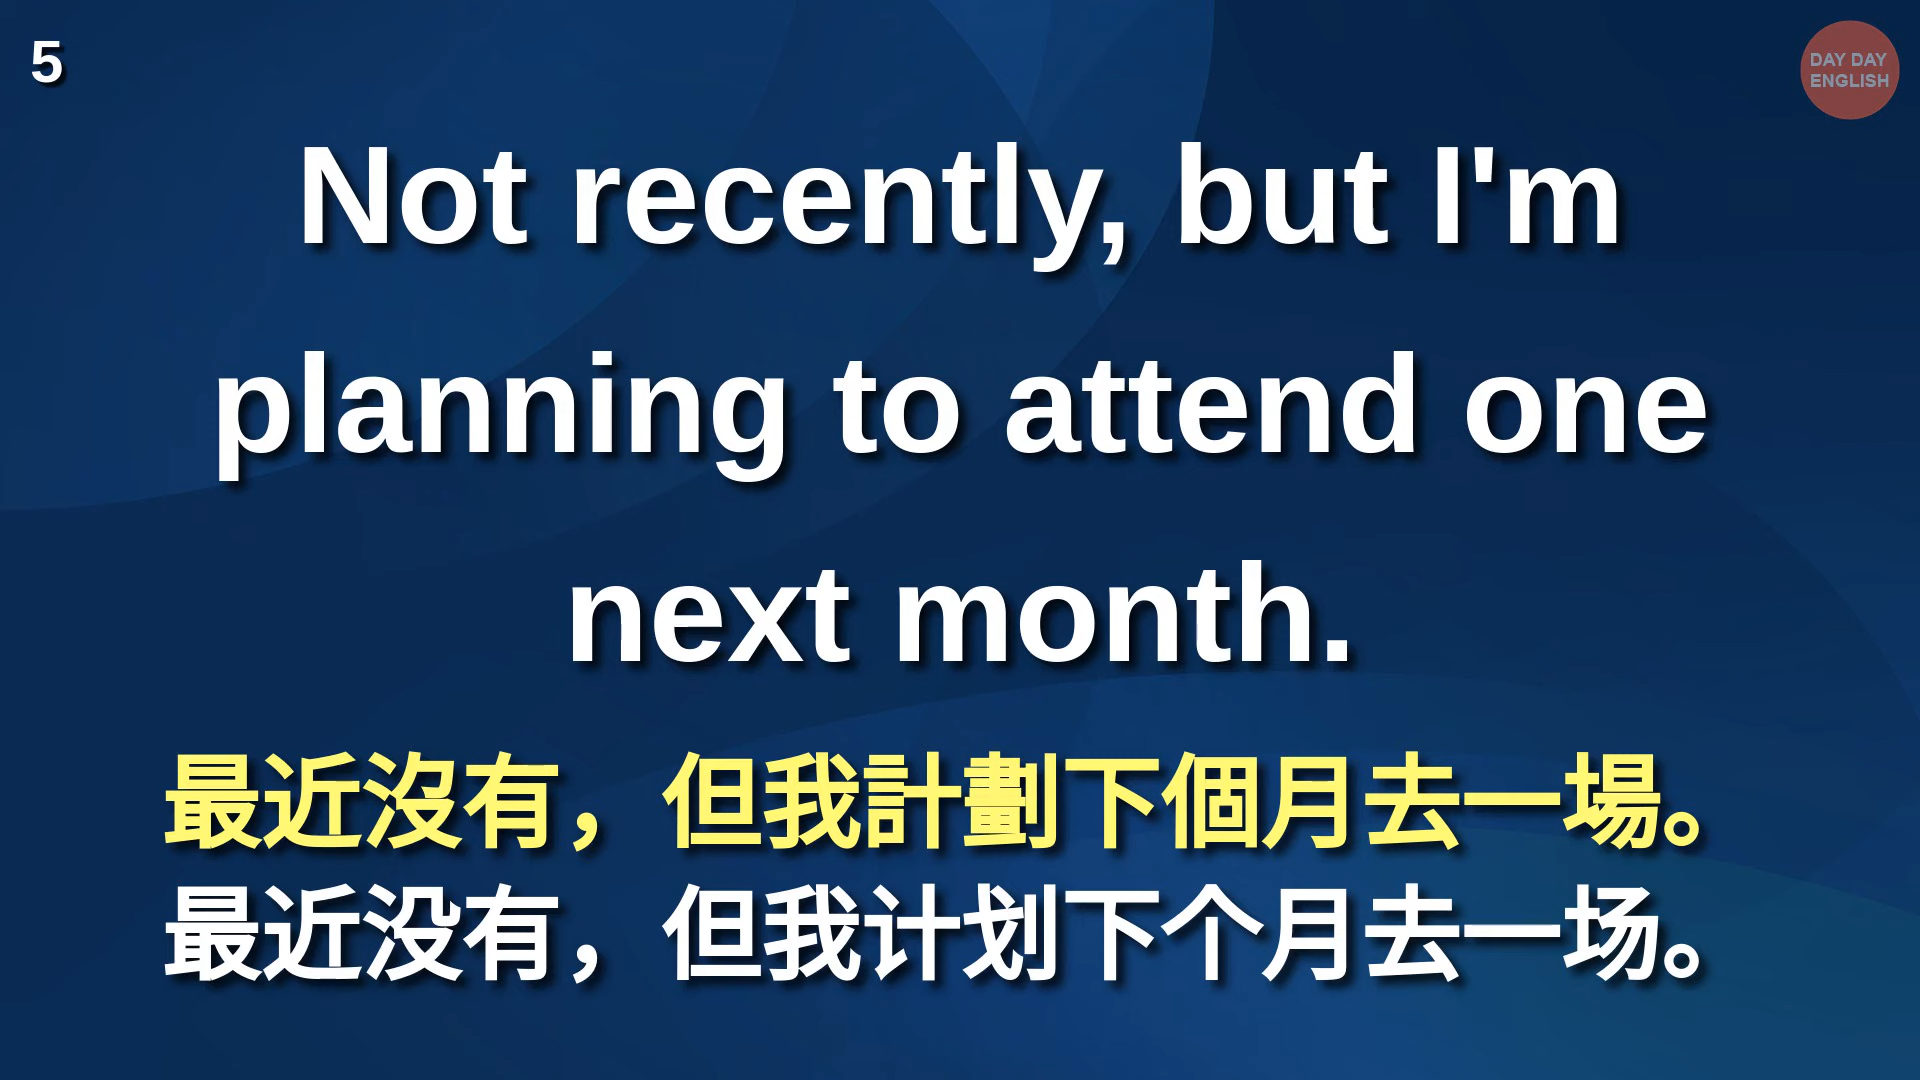 5
DAY DAY
ENGLISH
Not recently, but I'm
planning to attend one
next month.
最近沒有，但我計劃下個月去一場。
最近没有，但我计划下个月去一场。